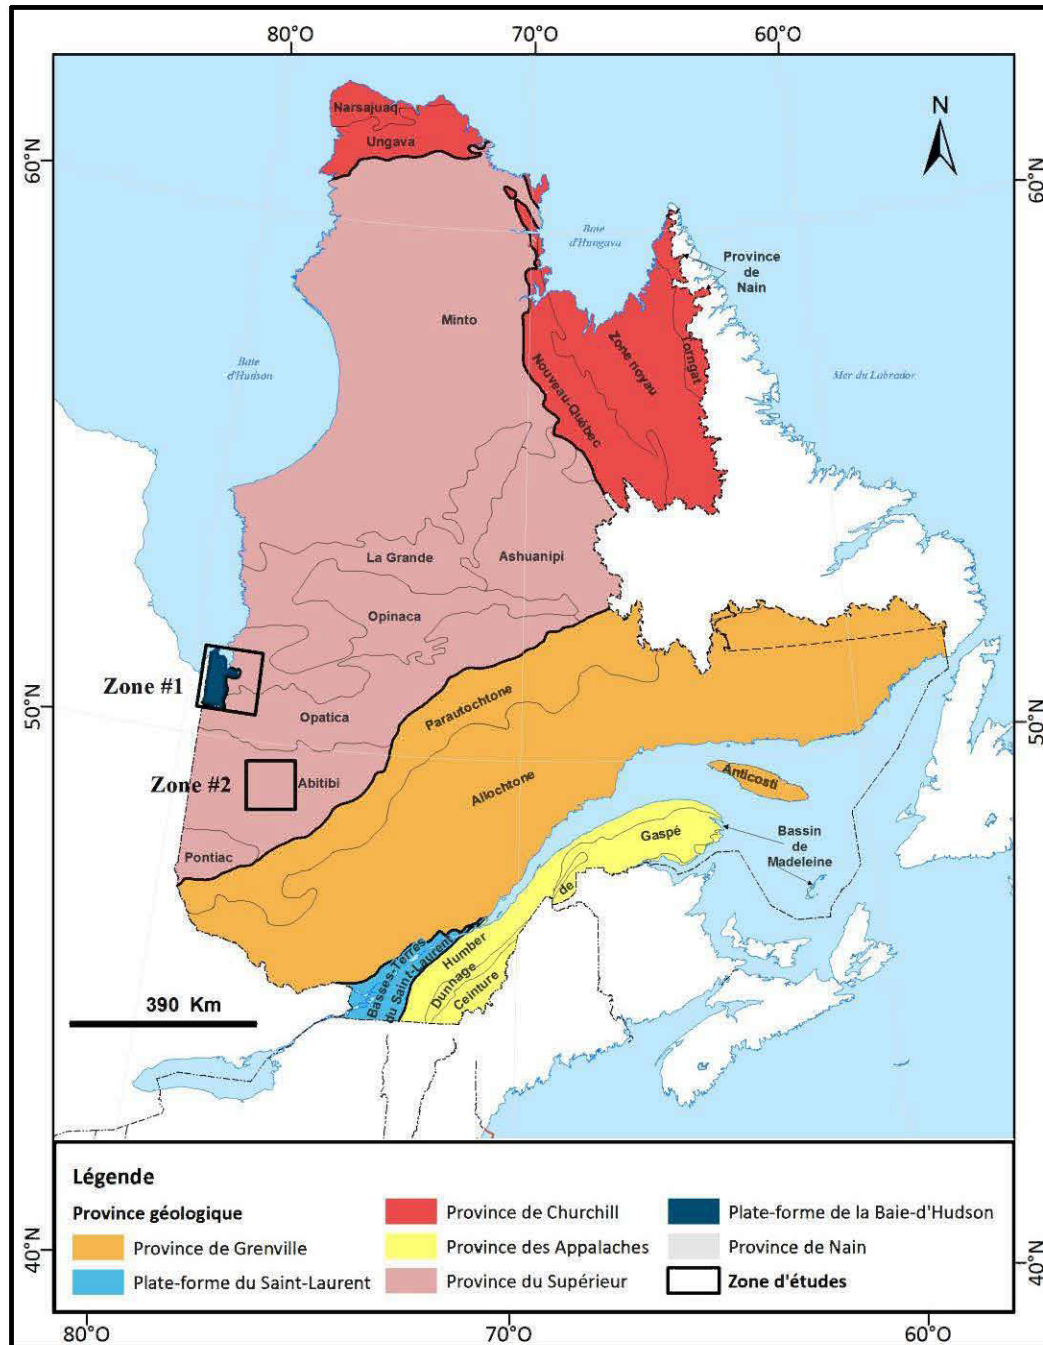 80°O
70°O
60°O
60°N
60°N
N
Narsajuaq
Ungava
Baie
d'Hungava
Province
de
Nain
Minto
Baie
d'Hudson
Nouveau-Québec
Zone noyau
Torngat
Mer du Labrador
La Grande
Ashuanipi
Opinaca
Zone #1
50°N
50°N
Opatica
Parautochtone
Zone #2
Abitibi
Allochtone
Anticosti
Pontiac
Gaspé
de
Bassin
de
Madeleine
Basses-Terres
du Saint-Laurent
Humber
Dunnage
Ceinture
390 Km
Légende
Province géologique
Province de Grenville
Plate-forme du Saint-Laurent
Province de Churchill
Province des Appalaches
Province du Supérieur
Plate-forme de la Baie-d'Hudson
Province de Nain
Zone d'études
40°N
40°N
80°O
70°O
60°O